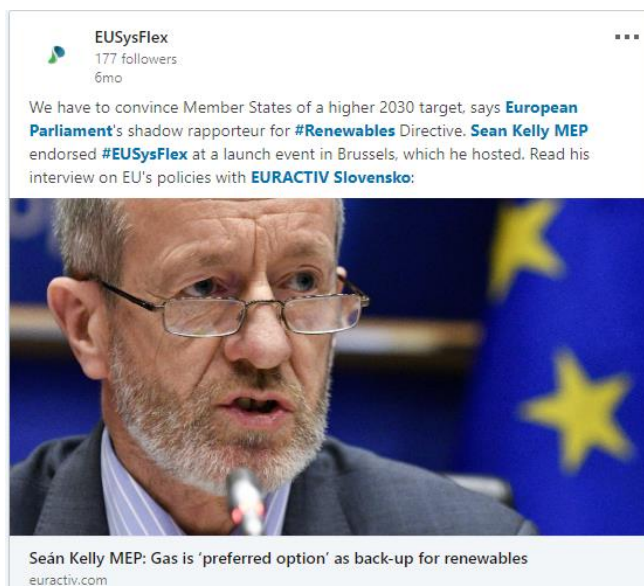 EUSysFlex
177 followers
6mo
We have to convince Member States of a higher 2030 target, says European
Parliament's shadow rapporteur for #Renewables Directive. Sean Kelly MEP
endorsed #EUSysFlex at a launch event in Brussels, which he hosted. Read his
interview on EU's policies with EURACTIV Slovensko:
Seán Kelly MEP: Gas is ‘preferred option’ as back-up for renewables
euractiv.com